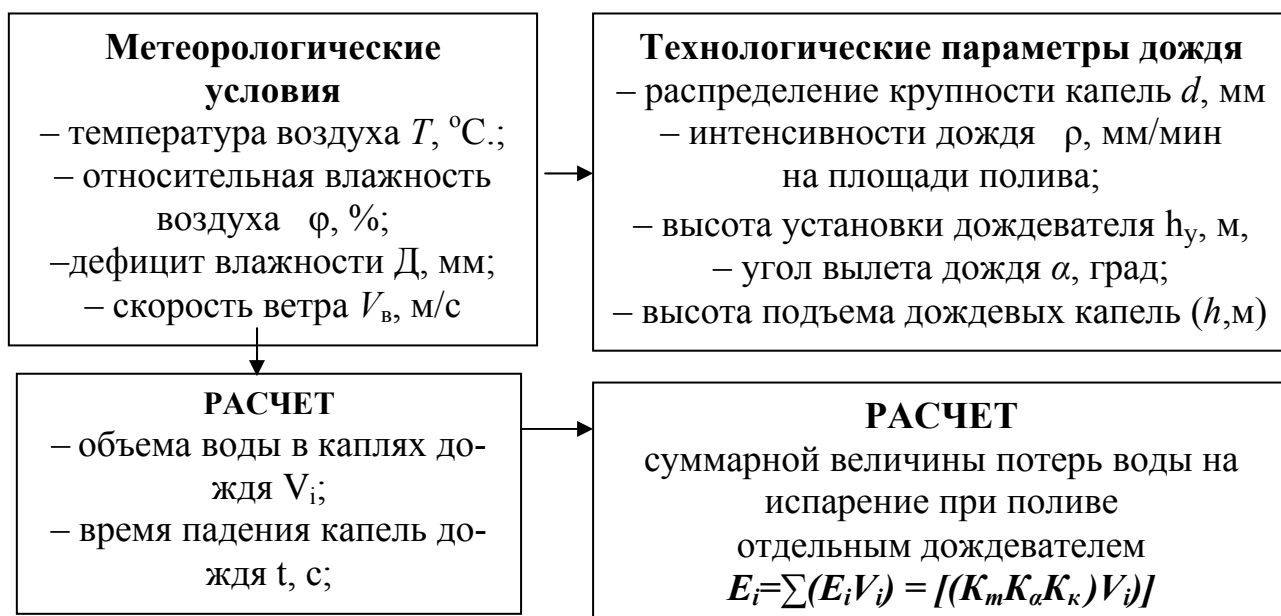 Метеорологические
условия
– температура воздуха T, °С.;
– относительная влажность
воздуха φ, %;
–дефицит влажности Д, мм;
– скорость ветра Vв, м/с
Технологические параметры дождя
– распределение крупности капель d, мм
– интенсивности дождя ρ, мм/мин
на площади полива;
– высота установки дождевателя hу, м,
– угол вылета дождя α, град;
– высота подъема дождевых капель (h,м)
РАСЧЕТ
– объема воды в каплях до-
ждя Vi;
– время падения капель до-
ждя t, с;
РАСЧЕТ
суммарной величины потерь воды на
испарение при поливе
отдельным дождевателем
Ei=∑(EiVi) = [(KтKαKк)Vi)]